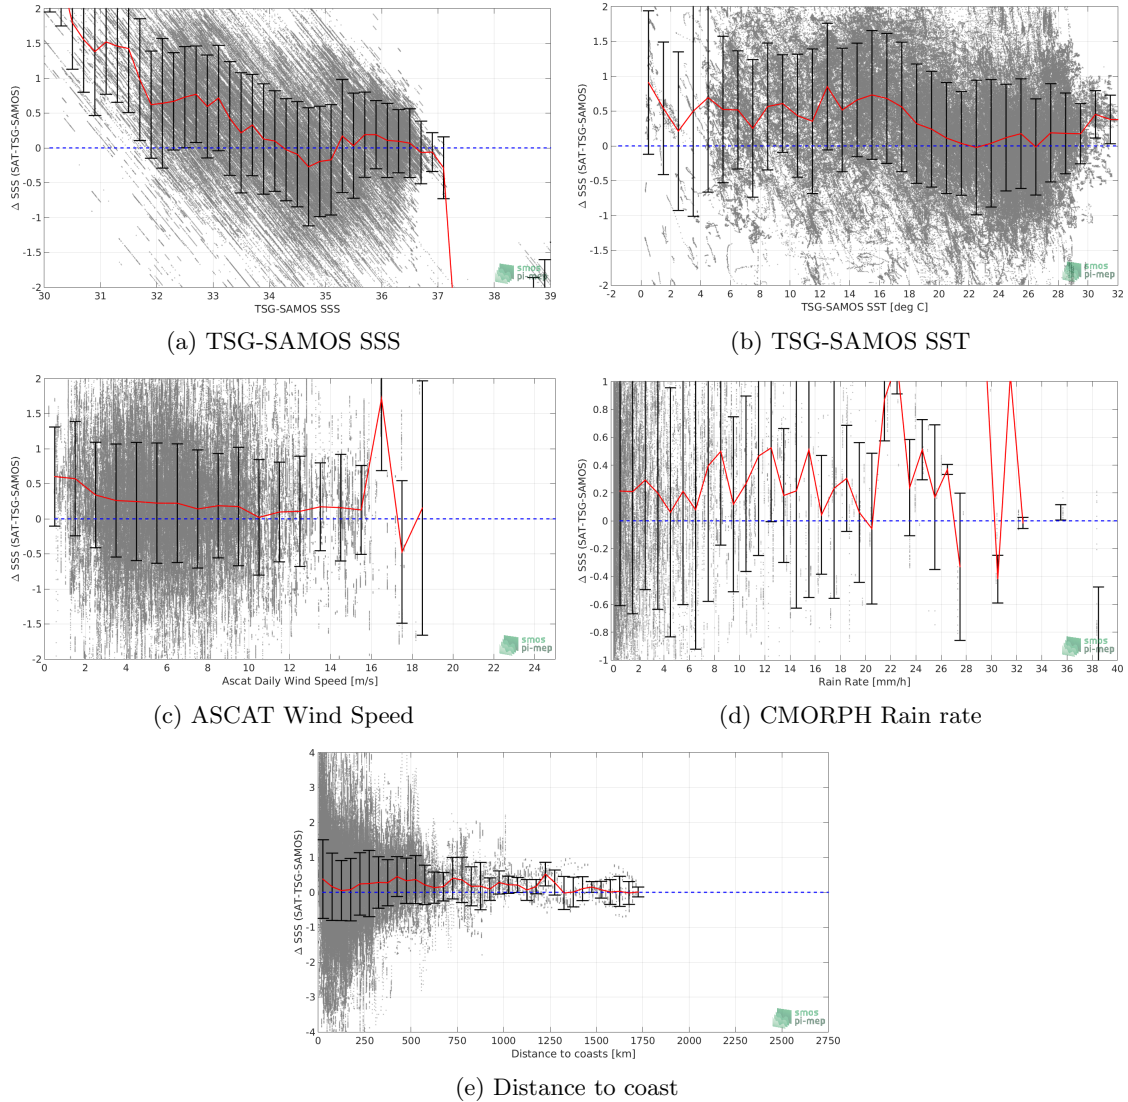 2
1.5
1
0.5
0
-0.5
-1
-1.5
-2
Δ SSS (SAT-TSG-SAMOS)
30 31 32 33 34 35 36 37 38 39
TSG-SAMOS SSS
smos
pi-mep
(a) TSG-SAMOS SSS
2
1.5
1
0.5
0
-0.5
-1
-1.5
-2
Δ SSS (SAT-TSG-SAMOS)
-2 0 2 4 6 8 10 12 14 16 18 20 22 24 26 28 30 32
TSG-SAMOS SST [deg C]
smos
pi-mep
(b) TSG-SAMOS SST
2
1.5
1
0.5
0
-0.5
-1
-1.5
-2
Δ SSS (SAT-TSG-SAMOS)
0 2 4 6 8 10 12 14 16 18 20 22 24
Ascat Daily Wind Speed [m/s]
smos
pi-mep
(c) ASCAT Wind Speed
1
0.8
0.6
0.4
0.2
0
-0.2
-0.4
-0.6
-0.8
-1
Δ SSS (SAT-TSG-SAMOS)
0 2 4 6 8 10 12 14 16 18 20 22 24 26 28 30 32 34 36 38 40
Rain Rate [mm/h]
smos
pi-mep
(d) CMORPH Rain rate
4
3
2
1
0
-1
-2
-3
-4
Δ SSS (SAT-TSG-SAMOS)
0 250 500 750 1000 1250 1500 1750 2000 2250 2500 2750
Distance to coasts [km]
smos
pi-mep
(e) Distance to coast